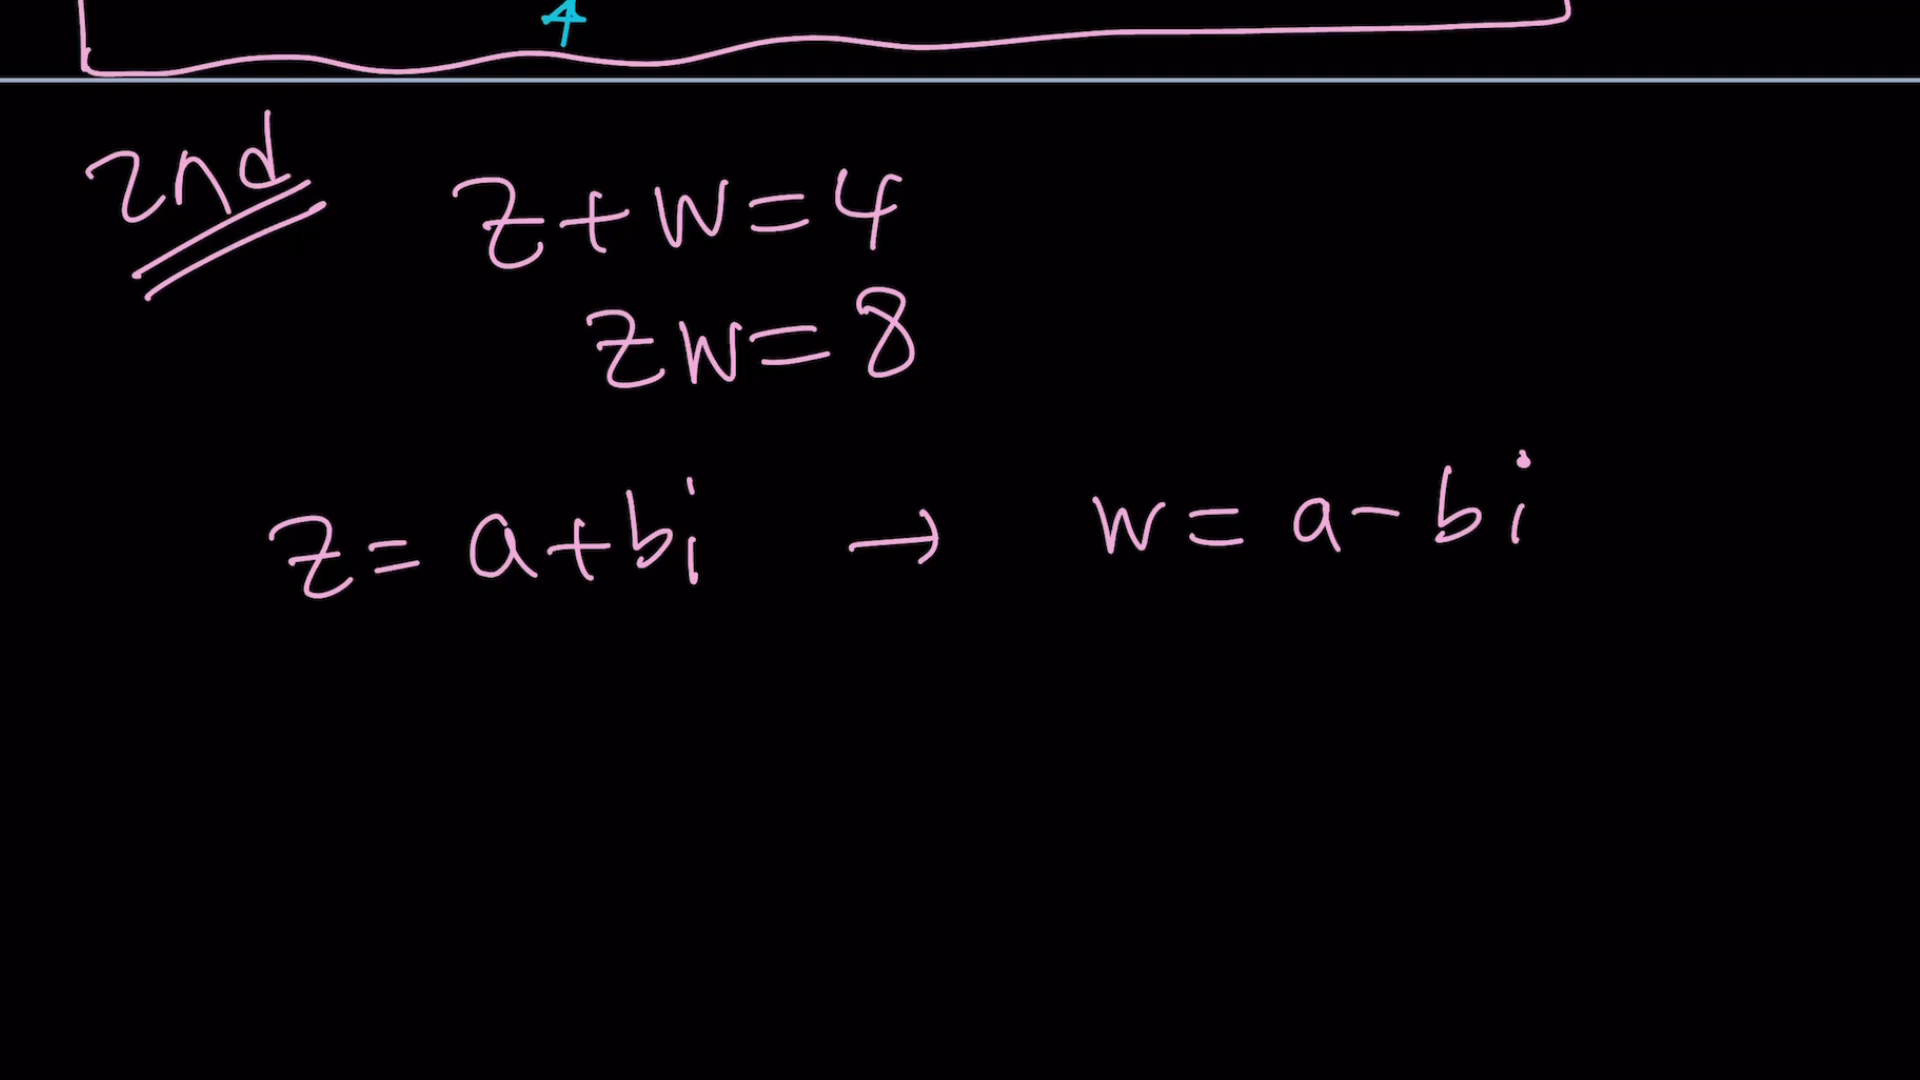 4
2nd z+w=4
zw=8
z=a+bi → w=a-bi